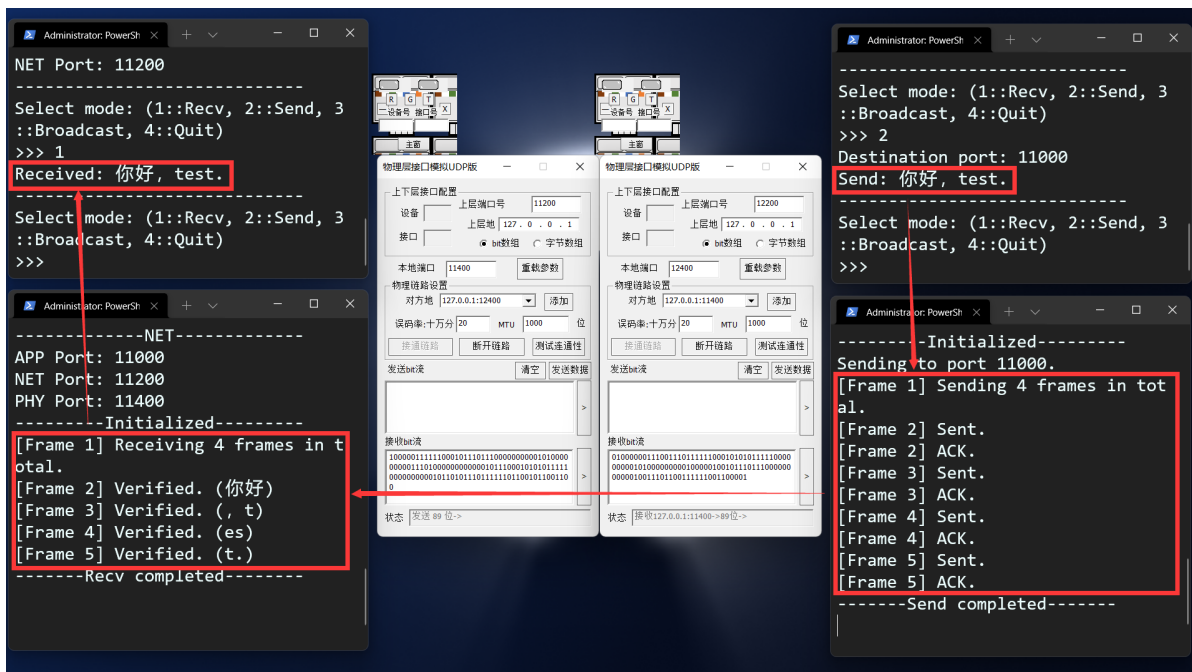 Administrator: PowerSh
NET Port: 11200
------------------------------
Select mode: (1::Recv, 2::Send, 3
::Broadcast, 4::Quit)
>>> 1
Received: 你好, test.
------------------------------
Select mode: (1::Recv, 2::Send, 3
::Broadcast, 4::Quit)
>>>
Administrator: PowerSh
--------------NET--------------
APP Port: 11000
NET Port: 11200
PHY Port: 11400
----------Initialized----------
[Frame 1] Receiving 4 frames in t
otal.
[Frame 2] Verified. (你好)
[Frame 3] Verified. (, t)
[Frame 4] Verified. (es)
[Frame 5] Verified. (t.)
-------Recv completed--------
R G T
设备号 接口号 X
主窗
物理层接口模拟UDP版
上下层接口配置
设备 上层端口号 11200
上层地 127 . 0 . 0 . 1
接口 bit数组 字节数组
本地端口 11400 重载参数
物理链路设置
对方地 127.0.0.1:12400 添加
误码率:十万分 20 MTU 1000 位
接通链路 断开链路 测试连通性
发送bit流 清空 发送数据
>
接收bit流
>
状态 发送 89 位->
R G T
设备号 接口号 X
主窗
物理层接口模拟UDP版
上下层接口配置
设备 上层端口号 12200
上层地 127 . 0 . 0 . 1
接口 bit数组 字节数组
本地端口 12400 重载参数
物理链路设置
对方地 127.0.0.1:11400 添加
误码率:十万分 20 MTU 1000 位
接通链路 断开链路 测试连通性
发送bit流 清空 发送数据
>
接收bit流
>
状态 接收127.0.0.1:11400->89位->
Administrator: PowerSh
------------------------------
Select mode: (1::Recv, 2::Send, 3
::Broadcast, 4::Quit)
>>> 2
Destination port: 11000
Send: 你好, test.
------------------------------
Select mode: (1::Recv, 2::Send, 3
::Broadcast, 4::Quit)
>>>
Administrator: PowerSh
----------Initialized---------
Sending to port 11000.
[Frame 1] Sending 4 frames in tot
al.
[Frame 2] Sent.
[Frame 2] ACK.
[Frame 3] Sent.
[Frame 3] ACK.
[Frame 4] Sent.
[Frame 4] ACK.
[Frame 5] Sent.
[Frame 5] ACK.
-------Send completed-------